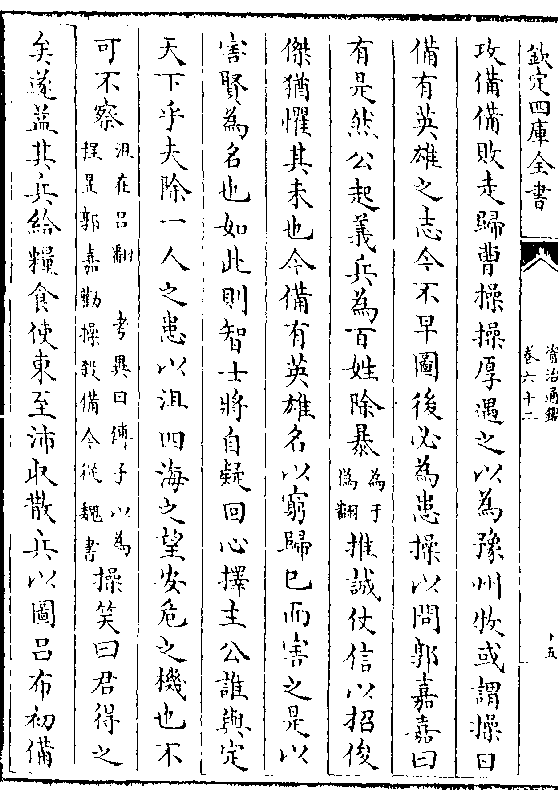 欽定四庫全書
資治通鑑
卷六十二
十五
攻備備敗走歸曹操操厚遇之以為豫州牧或謂操曰
備有英雄之志今不早圖後必為患操以問郭嘉嘉曰
有是然公起義兵為百姓除暴為于偽翻推誠仗信以招俊
傑猶懼其未也今備有英雄名以窮歸已而害之是以
害賢為名也如此則智士將自疑回心擇主公誰與定
天下乎夫除一人之患以沮四海之望安危之機也不
可不察沮在吕翻 考異曰傅子以為桯是郭嘉勸操殺備今從魏書操笑曰君得之
矣遂益其兵給糧食使東至沛收散兵以圖吕布初備